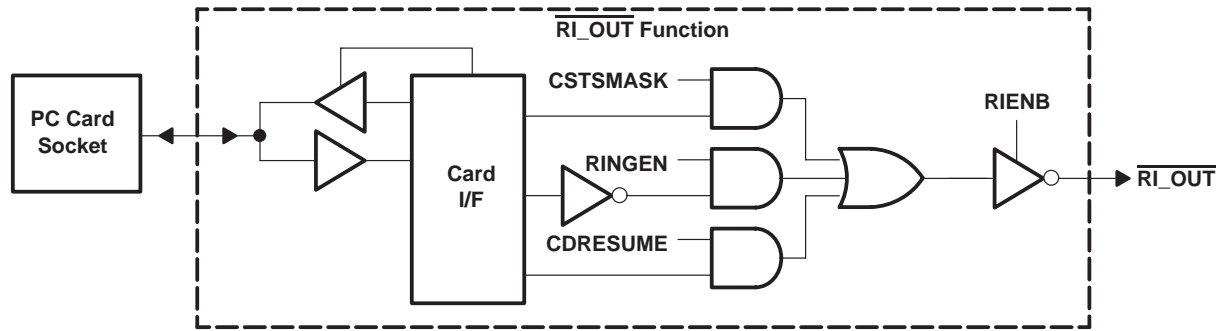 RI_OUT Function
PC Card
Socket
CSTSMASK
RIENB
Card
I/F
RINGEN
RI_OUT
CDRESUME